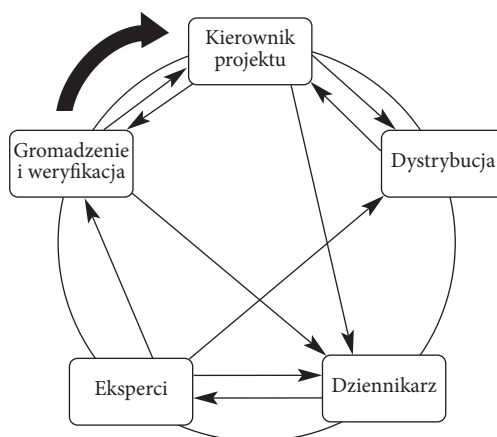 Kierownik
projektu
Gromadzenie
i weryfikacja
Dystrybucja
Eksperci
Dziennikarz